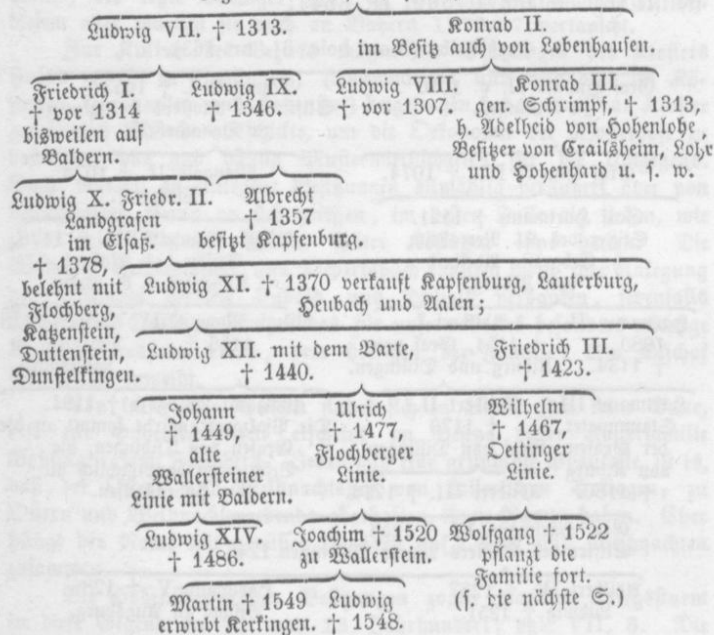 Ludwig VII. † 1313. Konrad II.
im Besitz auch von Lobenhausen.
Friedrich I. Ludwig IX. Ludwig VIII. Konrad III.
† vor 1314 † 1346. † vor 1307. gen. Schrimpf, † 1313,
bisweilen auf Adelheid von Hohenlohe,
Baldern. Besitzer von Crailsheim, Lohr
und Hohenhard u. s. w.
Ludwig X. Friedr. II. Albrecht
Landgrafen † 1357
im Elsaß. besitzt Kapfenburg.
† 1378,
belehnt mit Ludwig XI. † 1370 verkauft Kapfenburg, Lauterburg,
Flochberg, Heubach und Aalen;
Katzenstein,
Duttenstein, Ludwig XII. mit dem Barte, Friedrich III.
Dunstelkingen. † 1440. † 1423.
Johann Ulrich Wilhelm
† 1449, † 1477, † 1467,
alte Flochberger Oettinger
Wallersteiner Linie. Linie.
Linie mit Baldern.
Ludwig XIV. Joachim † 1520 Wolfgang † 1522
† 1486. zu Wallerstein. pflanzt die
Familie fort.
Martin † 1549 Ludwig (s. die nächste S.)
erwirbt Kerkingen. † 1548.